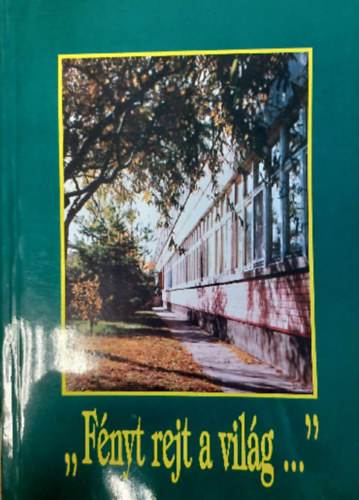 „Fényt rejt a világ ...”